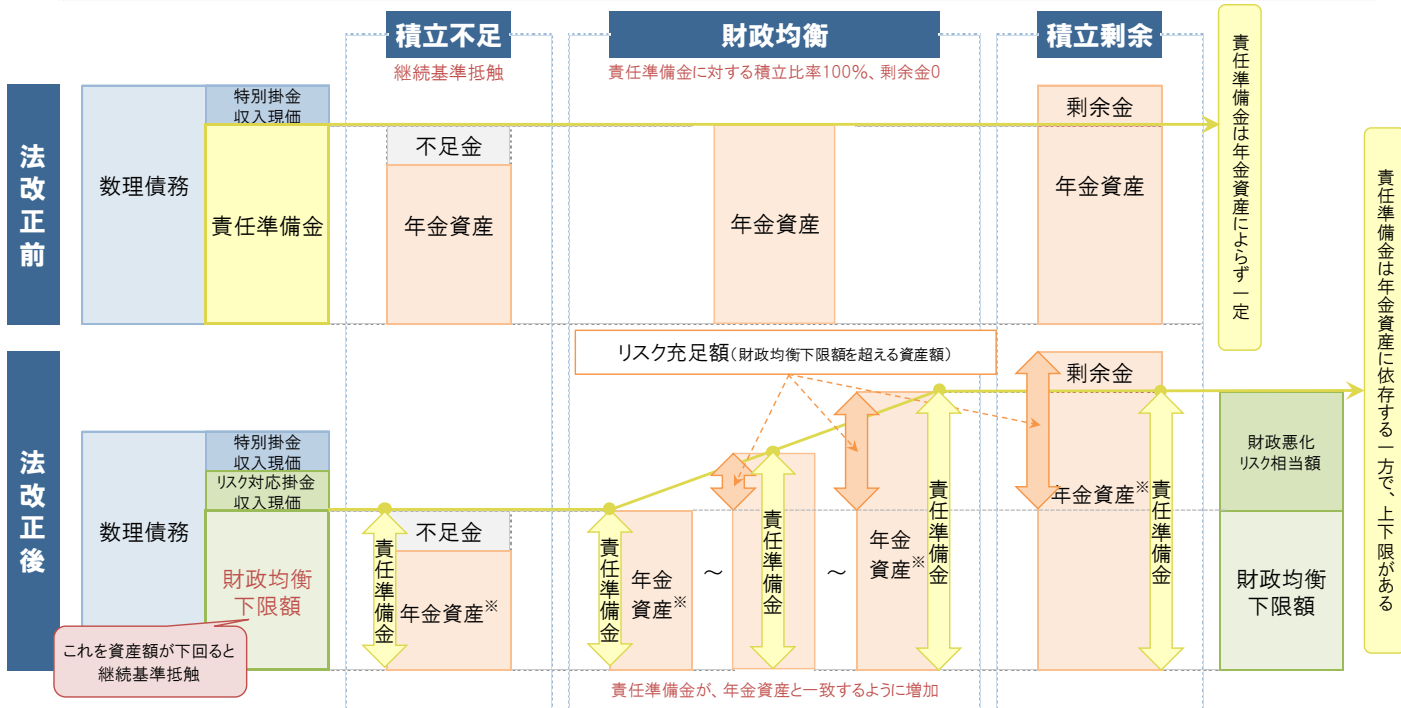 積立不足
財政均衡
積立剰余
継続基準抵触
責任準備金に対する積立比率100%、剰余金0
法改正前
数理債務
特別掛金
収入現価
責任準備金
不足金
年金資産
年金資産
剰余金
年金資産
責任準備金は年金資産によらず一定
法改正後
数理債務
特別掛金
収入現価
リスク対応掛金
収入現価
財政均衡
下限額
これを資産額が下回ると
継続基準抵触
責任準備金
不足金
年金資産※
リスク充足額(財政均衡下限額を超える資産額)
責任準備金
年金
資産※
～
責任準備金
～
年金
資産※
責任準備金
剰余金
年金資産※
責任準備金
財政悪化
リスク相当額
財政均衡
下限額
責任準備金は年金資産に依存する一方で、上下限がある
責任準備金が、年金資産と一致するように増加